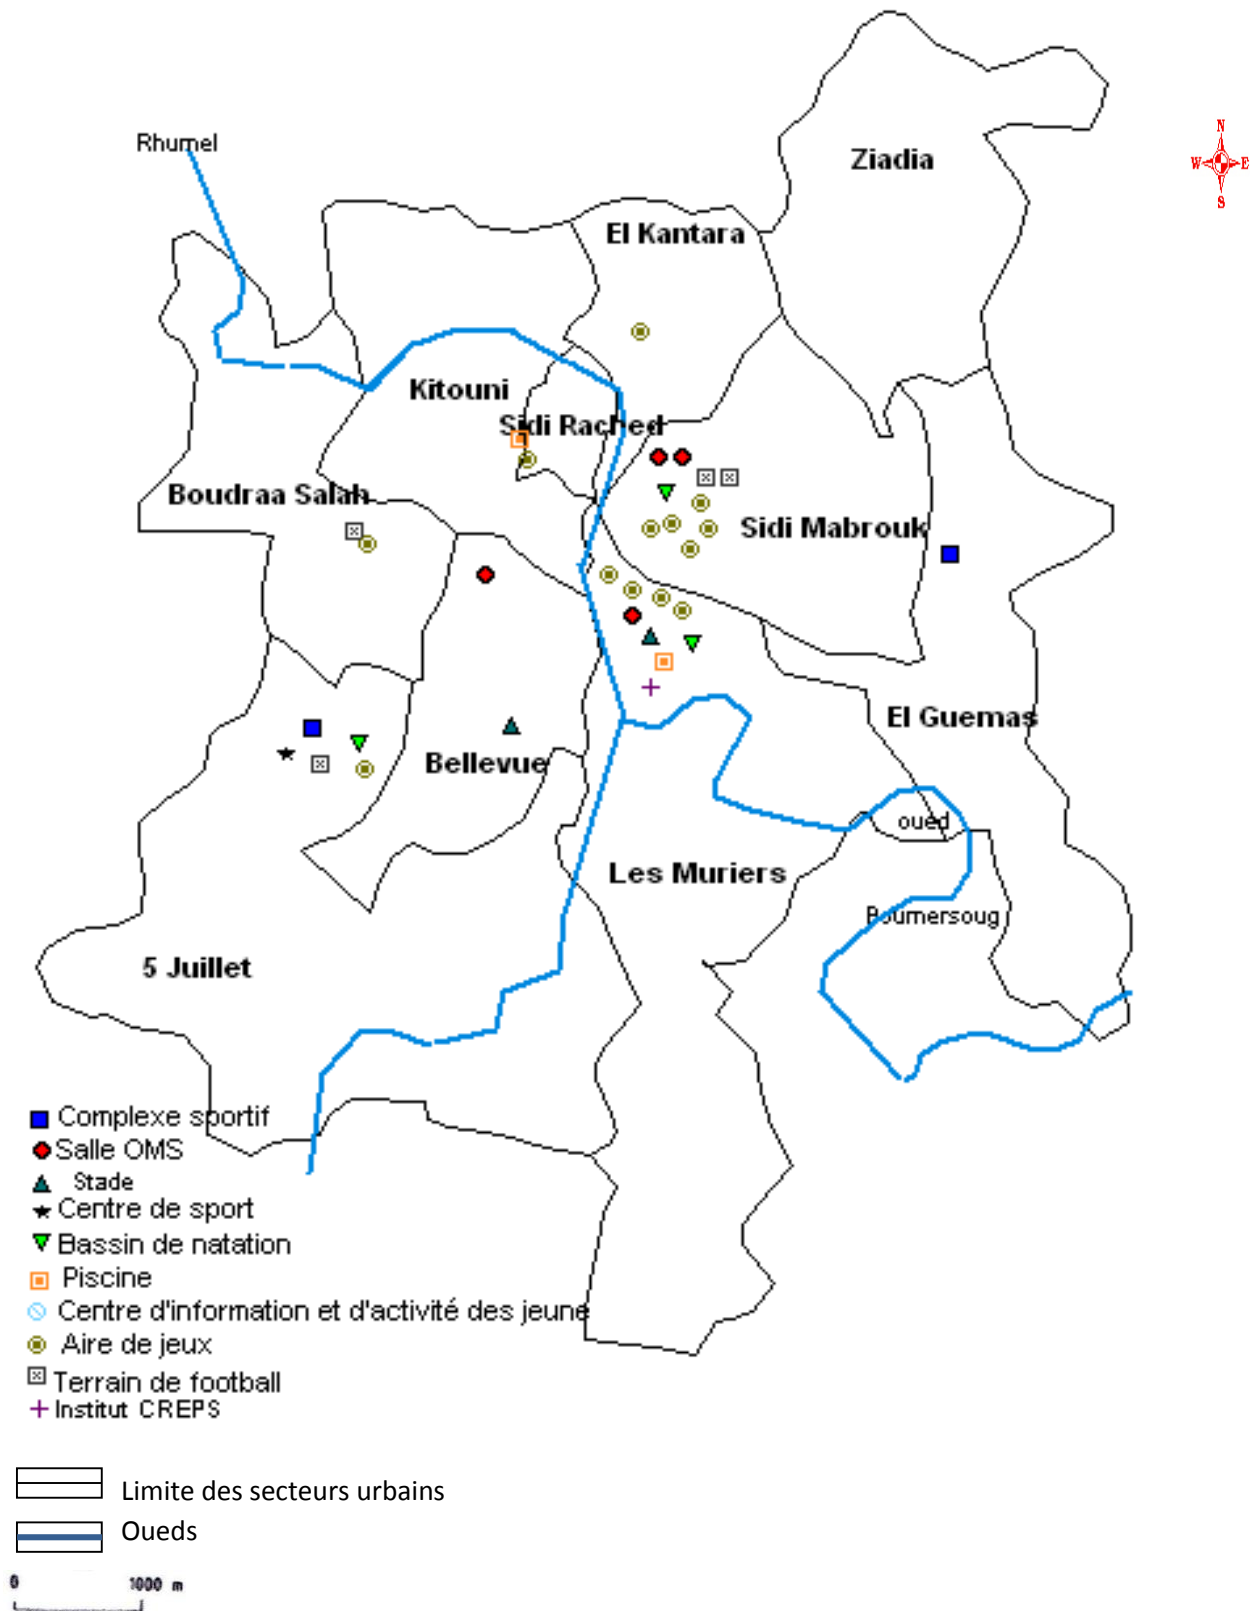 N
W E
S
Rhumel
Ziadia
El Kantara
Kitouni
Sidi Rached
Boudraa Salah
Sidi Mabrouk
El Guemas
Bellevue
oued
Les Muriers
Boumersoug
5 Juillet
Complexe sportif
Salle OMS
Stade
Centre de sport
Bassin de natation
Piscine
Centre d'information et d'activité des jeune
Aire de jeux
Terrain de football
Institut CREPS
Limite des secteurs urbains
Oueds
0 1000 m